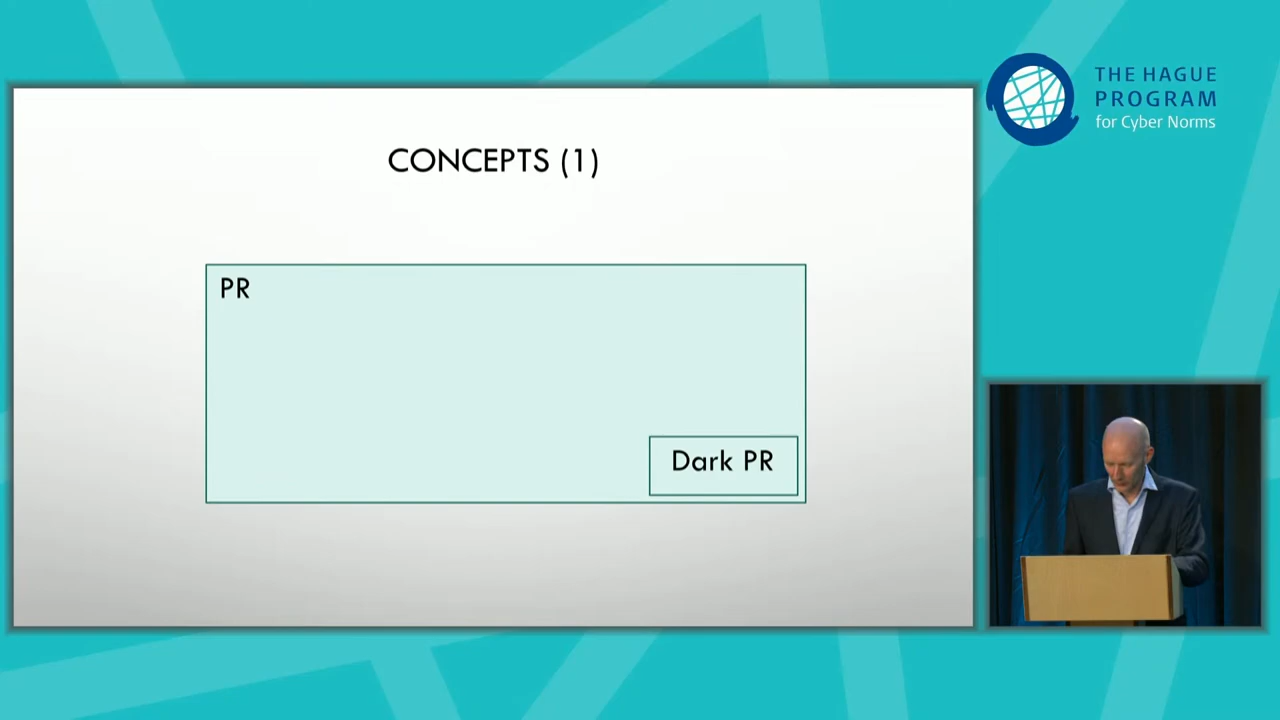 CONCEPTS (1)
PR
Dark PR
THE HAGUE
PROGRAM
for Cyber Norms